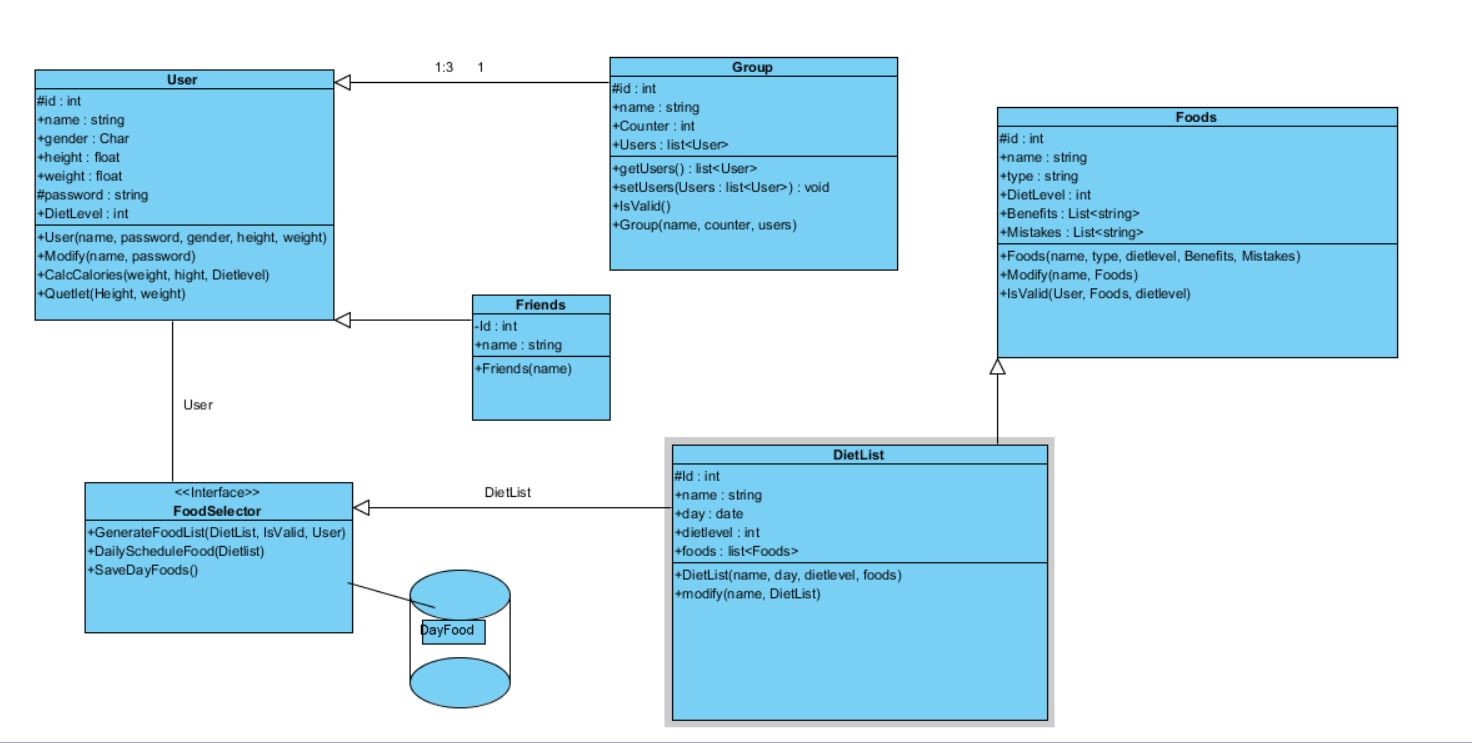 User
#id : int
+name : string
+gender : Char
+height : float
+weight : float
#password : string
+DietLevel : int
+User(name, password, gender, height, weight)
+Modify(name, password)
+CalcCalories(weight, hight, Dietlevel)
+Quetlet(Height, weight)
1:3 1
Group
#id : int
+name : string
+Counter : int
+Users : list<User>
+getUsers() : list<User>
+setUsers(Users : list<User>) : void
+IsValid()
+Group(name, counter, users)
Foods
#id : int
+name : string
+type : string
+DietLevel : int
+Benefits : List<string>
+Mistakes : List<string>
+Foods(name, type, dietlevel, Benefits, Mistakes)
+Modify(name, Foods)
+IsValid(User, Foods, dietlevel)
Friends
-Id : int
+name : string
+Friends(name)
User
<<Interface>>
FoodSelector
+GenerateFoodList(DietList, IsValid, User)
+DailyScheduleFood(Dietlist)
+SaveDayFoods()
DietList
DietList
#Id : int
+name : string
+day : date
+dietlevel : int
+foods : list<Foods>
+DietList(name, day, dietlevel, foods)
+modify(name, DietList)
DayFood